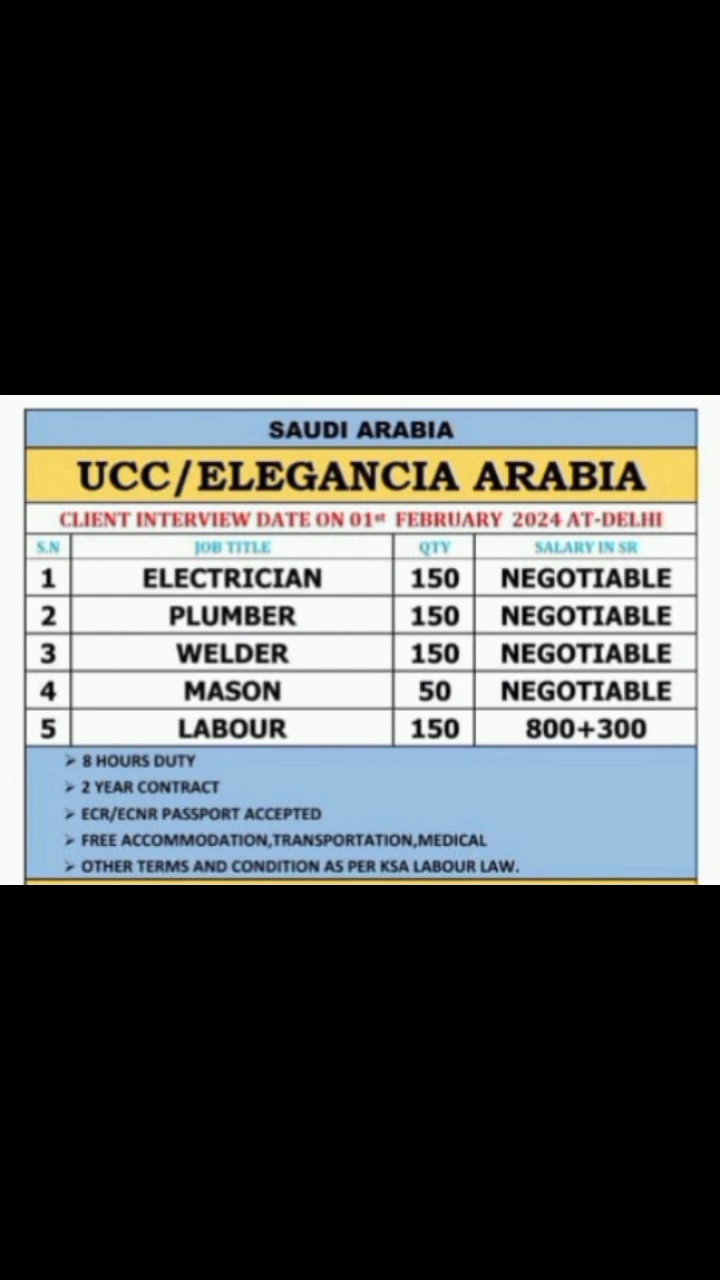 SAUDI ARABIA
UCC/ELEGANCIA ARABIA
CLIENT INTERVIEW DATE ON 01st FEBRUARY 2024 AT-DELHI
S.N JOB TITLE QTY SALARY IN SR
1 ELECTRICIAN 150 NEGOTIABLE
2 PLUMBER 150 NEGOTIABLE
3 WELDER 150 NEGOTIABLE
4 MASON 50 NEGOTIABLE
5 LABOUR 150 800+300
➢ 8 HOURS DUTY
➢ 2 YEAR CONTRACT
➢ ECR/ECNR PASSPORT ACCEPTED
➢ FREE ACCOMMODATION,TRANSPORTATION,MEDICAL
➢ OTHER TERMS AND CONDITION AS PER KSA LABOUR LAW.